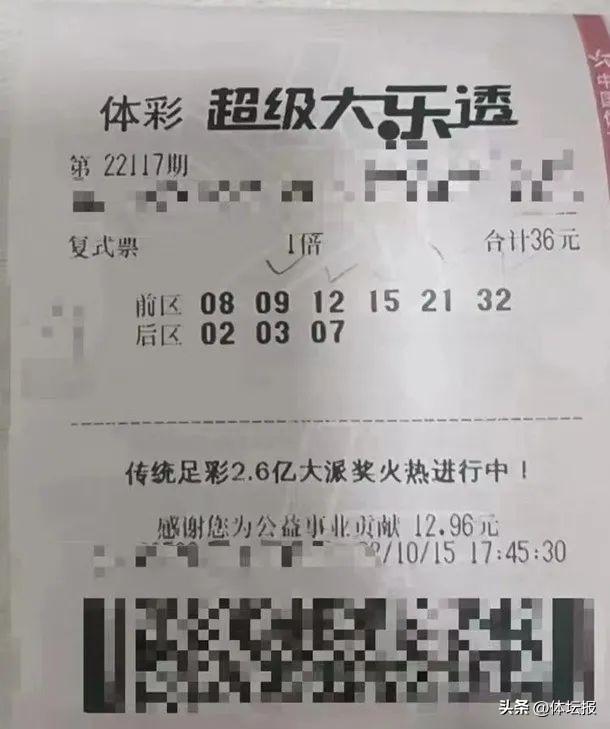 体彩 超级大乐透
第 22117期
复式票 1倍 合计36元
前区 08 09 12 15 21 32
后区 02 03 07
传统足彩2.6亿大派奖火热进行中!
感谢您为公益事业贡献 12.96元
/10/15 17:45:30
头条 @体坛报